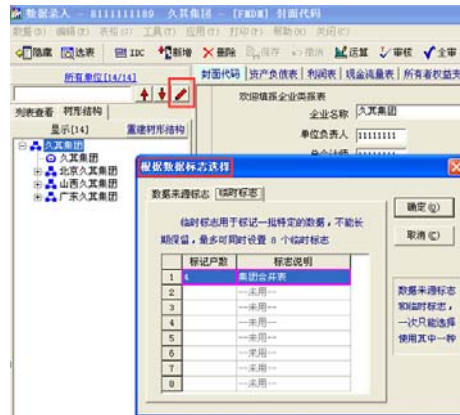 数据录入 - 8111111189 久其集团 - [FMDM] 封面代码
数据(D) 编辑(E) 表格(J) 工具(T) 应用(Y) 打印(P) 帮助(H) 关闭(C)
隐藏 选表 IDC 新增 删除 保存 撤消 运算 审核 全审
所有单位[14/14]
封面代码 资产负债表 利润表 现金流量表 所有者权益变
列表查看 树形结构
显示[14] 重建树形结构
久其集团
久其集团
北京久其集团
山西久其集团
广东久其集团
欢迎填报企业类报表
企业名称 久其集团
单位负责人 11111111
总会计师 11111111
根据数据标志选择
数据来源标志 临时标志
临时标志用于标记一批特定的数据，不能长
期保留，最多可同时设置 8 个临时标志
标记户数 标志说明
1 4 集团合并表
2 --未用--
3 --未用--
4 --未用--
5 --未用--
6 --未用--
7 --未用--
8 --未用--
确定(O)
取消(C)
数据来源标志
和临时标志，
一次只能选择
使用其中一种